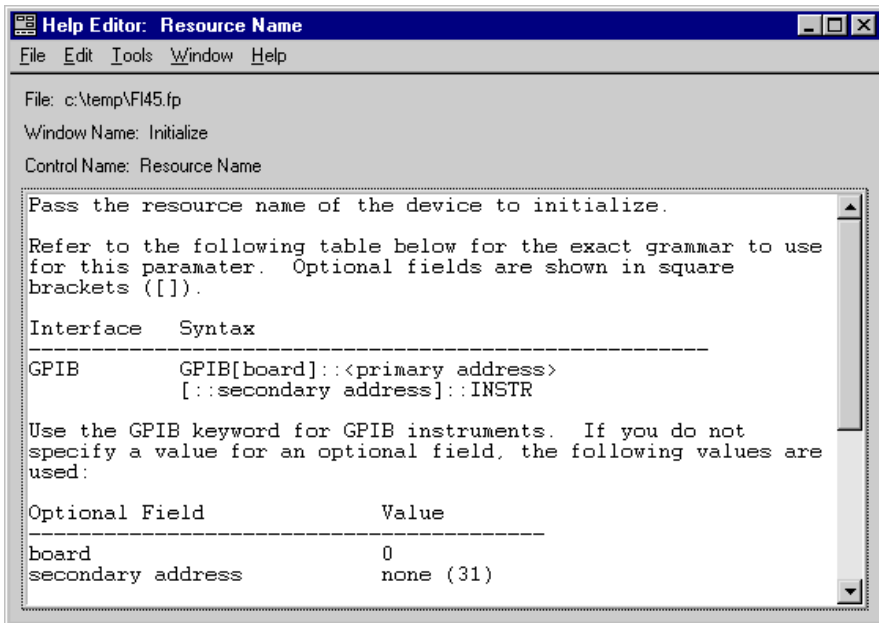 Help Editor: Resource Name
File Edit Tools Window Help
File: c:\temp\Fl45.fp
Window Name: Initialize
Control Name: Resource Name
Pass the resource name of the device to initialize.
Refer to the following table below for the exact grammar to use
for this paramater. Optional fields are shown in square
brackets ([]).
Interface Syntax
------------------------------------------------------
GPIB GPIB[board]::<primary address>
[::secondary address]::INSTR
Use the GPIB keyword for GPIB instruments. If you do not
specify a value for an optional field, the following values are
used:
Optional Field Value
-----------------------------------------
board 0
secondary address none (31)